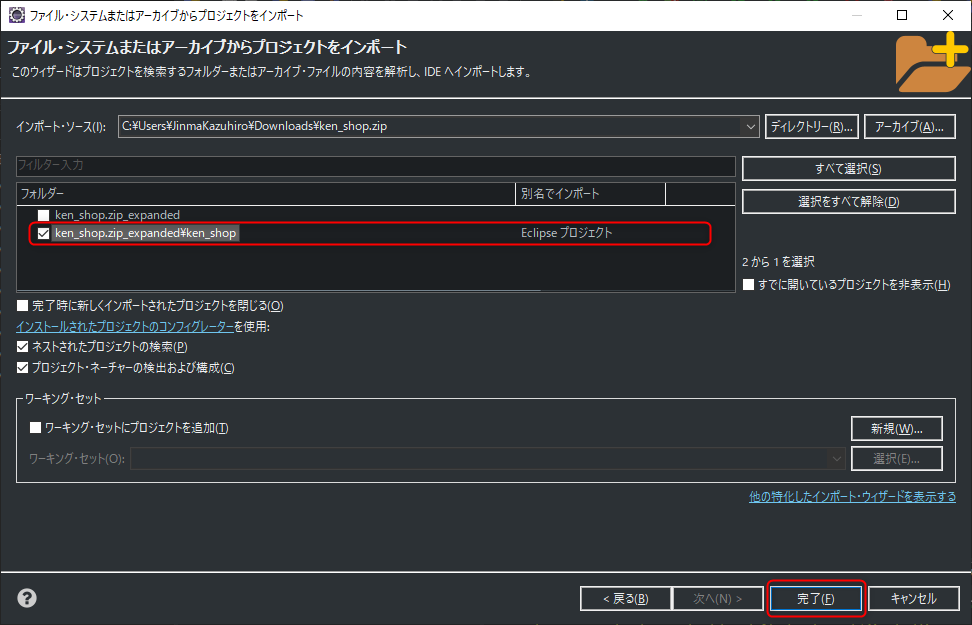 ファイル・システムまたはアーカイブからプロジェクトをインポート
ファイル・システムまたはアーカイブからプロジェクトをインポート
このウィザードはプロジェクトを検索するフォルダーまたはアーカイブ・ファイルの内容を解析し、IDE へインポートします。
インポート・ソース(I): C:¥Users¥JinmaKazuhiro¥Downloads¥ken_shop.zip ディレクトリー(R)... アーカイブ(A)...
フィルター入力 すべて選択(S)
フォルダー 別名でインポート 選択をすべて解除(D)
ken_shop.zip_expanded
ken_shop.zip_expanded¥ken_shop Eclipse プロジェクト
2 から 1 を選択
すでに開いているプロジェクトを非表示(H)
完了時に新しくインポートされたプロジェクトを閉じる(O)
インストールされたプロジェクトのコンフィグレーターを使用:
ネストされたプロジェクトの検索(P)
プロジェクト・ネーチャーの検出および構成(C)
ワーキング・セット
ワーキング・セットにプロジェクトを追加(T) 新規(W)...
ワーキング・セット(O): 選択(E)...
他の特化したインポート・ウィザードを表示する
? < 戻る(B) 次へ(N) > 完了(F) キャンセル